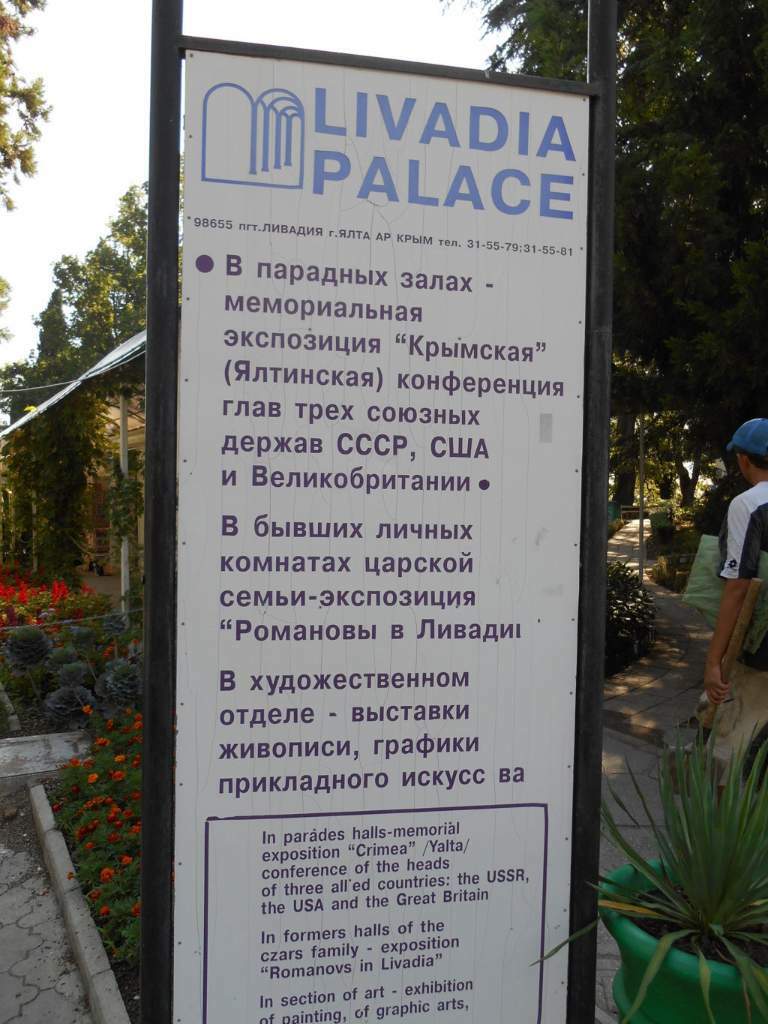 LIVADIA
PALACE
98655 пгт.ЛИВАДИЯ г.ЯЛТА АР КРЫМ тел. 31-55-79;31-55-81
• В парадных залах -
мемориальная
экспозиция “Крымская”
(Ялтинская) конференция
глав трех союзных
держав СССР, США
и Великобритании •
В бывших личных
комнатах царской
семьи-экспозиция
“Романовы в Ливади
В художественном
отделе - выставки
живописи, графики
прикладного искусс ва
In parades halls-memorial
exposition “Crimea” /Yalta/
conference of the heads
of three all ed countries: the USSR,
the USA and the Great Britain
In formers halls of the
czars family - exposition
“Romanovs in Livadia”
In section of art - exhibition
of painting, of graphic arts,